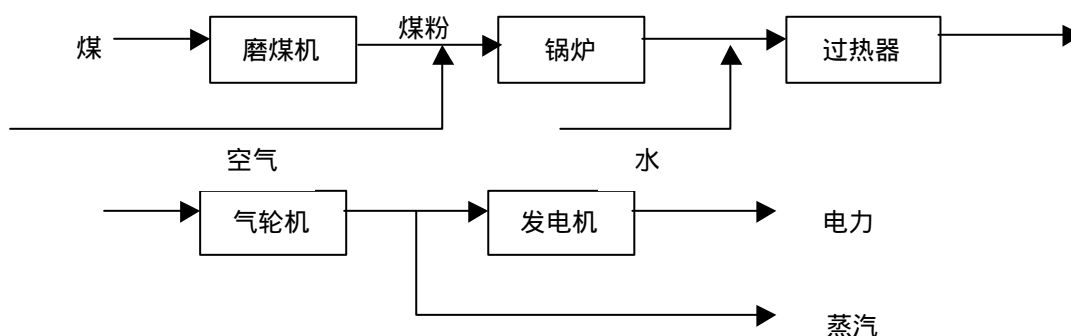 煤 磨煤机 煤粉 锅炉 过热器
空气 水
气轮机 发电机 电力
蒸汽